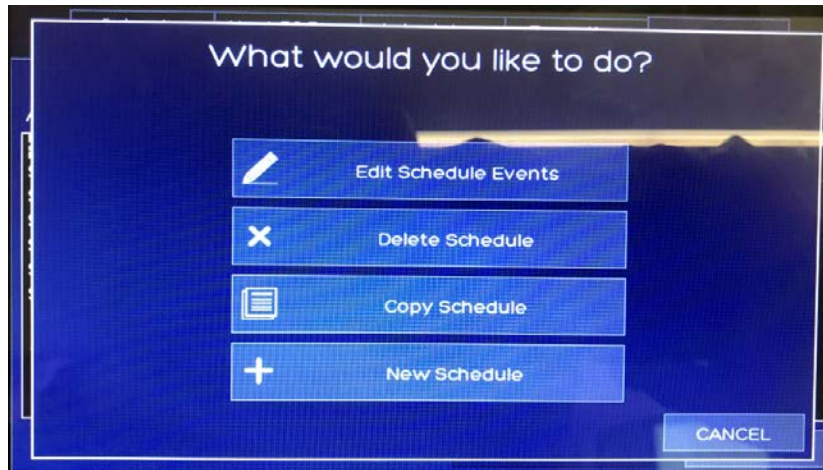 What would you like to do?
Edit Schedule Events
Delete Schedule
Copy Schedule
New Schedule
CANCEL